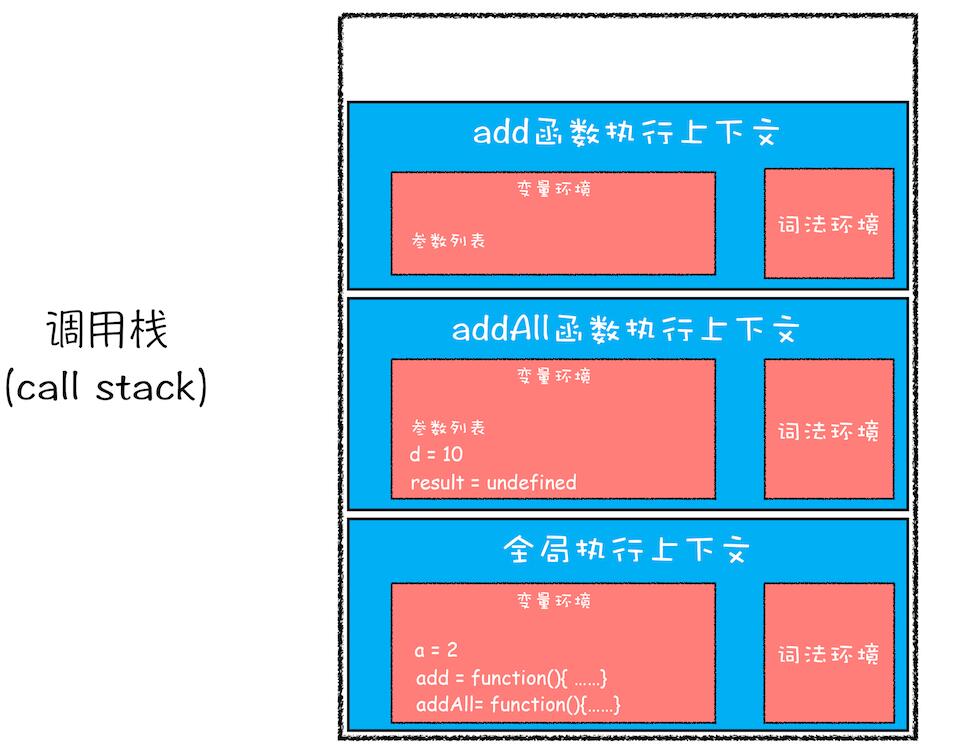 调用栈
(call stack)
add函数执行上下文
变量环境
参数列表
词法环境
addAll函数执行上下文
变量环境
参数列表
d = 10
result = undefined
词法环境
全局执行上下文
变量环境
a = 2
add = function(){ ......}
addAll= function(){......}
词法环境